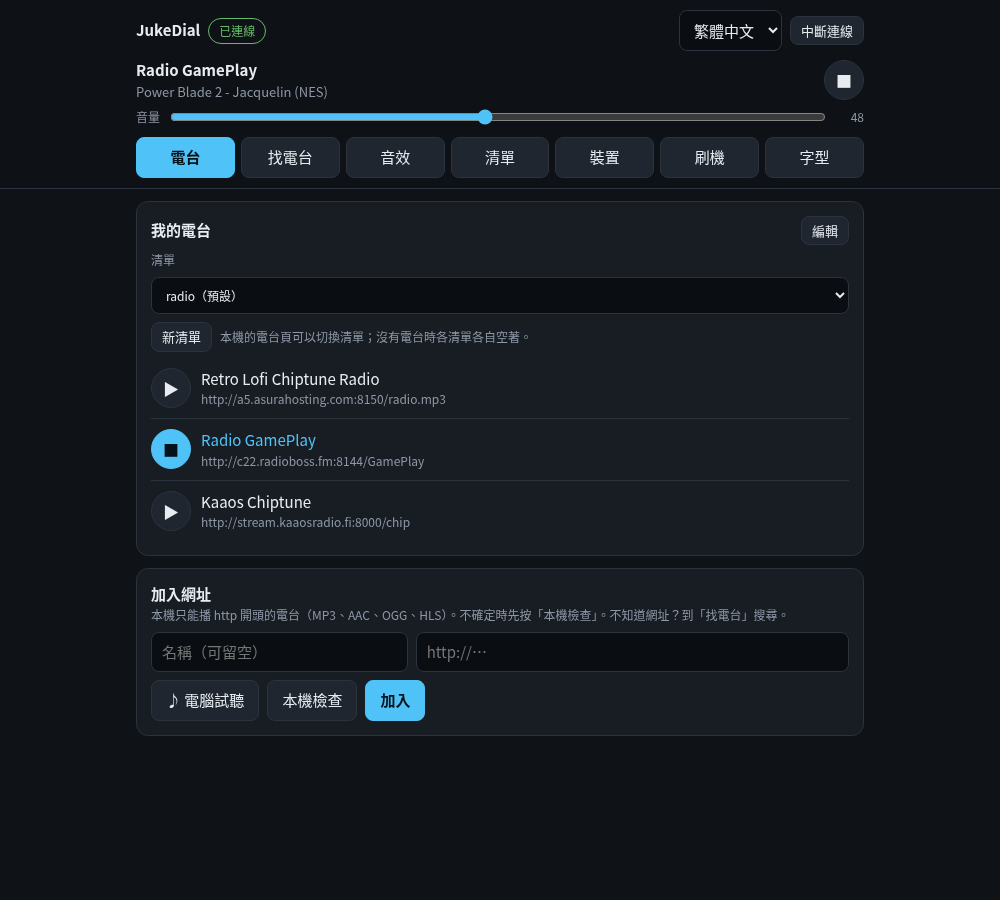 JukeDial 已連線 繁體中文 中斷連線
Radio GamePlay
Power Blade 2 - Jacquelin (NES)
音量 48
電台 找電台 音效 清單 裝置 刷機 字型
我的電台 編輯
清單
radio（預設）
新清單 本機的電台頁可以切換清單；沒有電台時各清單各自空著。
Retro Lofi Chiptune Radio
http://a5.asurahosting.com:8150/radio.mp3
Radio GamePlay
http://c22.radioboss.fm:8144/GamePlay
Kaaos Chiptune
http://stream.kaaosradio.fi:8000/chip
加入網址
本機只能播 http 開頭的電台（MP3、AAC、OGG、HLS）。不確定時先按「本機檢查」。不知道網址？到「找電台」搜尋。
名稱（可留空） http://⋯
♪ 電腦試聽 本機檢查 加入